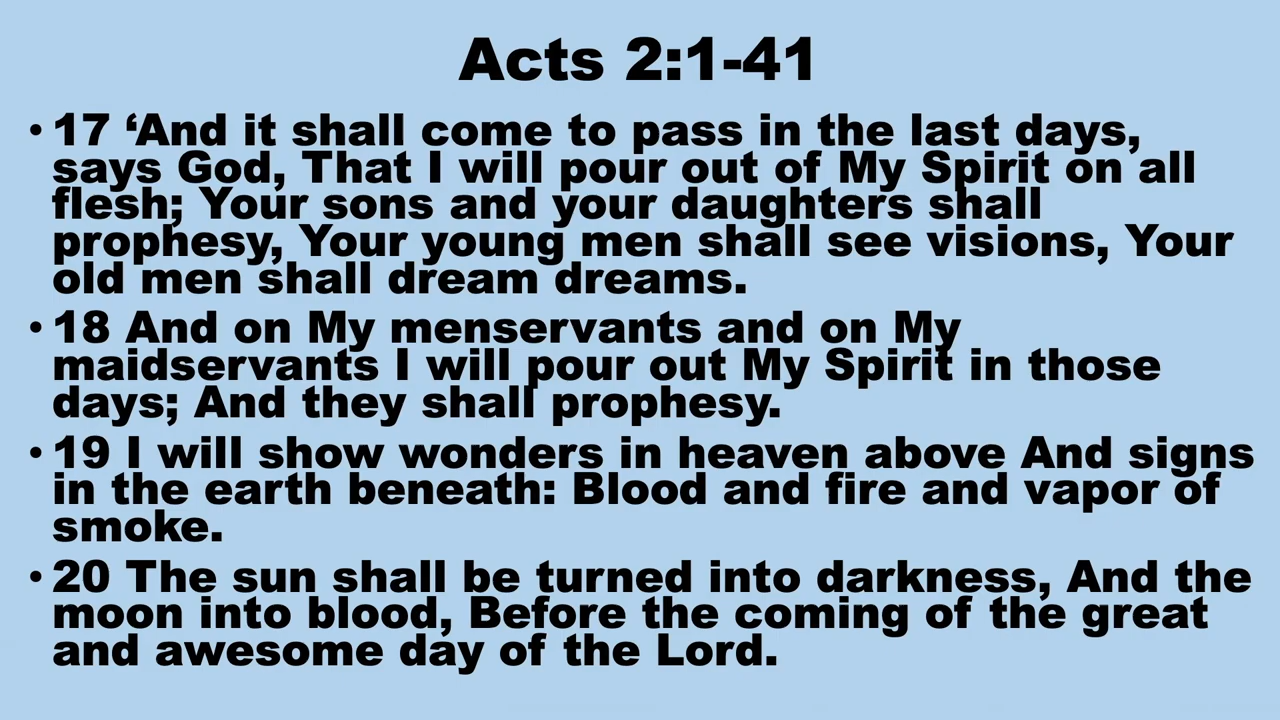 Acts 2:1-41
• 17 ‘And it shall come to pass in the last days,
says God, That I will pour out of My Spirit on all
flesh; Your sons and your daughters shall
prophesy, Your young men shall see visions, Your
old men shall dream dreams.
• 18 And on My menservants and on My
maidservants I will pour out My Spirit in those
days; And they shall prophesy.
• 19 I will show wonders in heaven above And signs
in the earth beneath: Blood and fire and vapor of
smoke.
• 20 The sun shall be turned into darkness, And the
moon into blood, Before the coming of the great
and awesome day of the Lord.